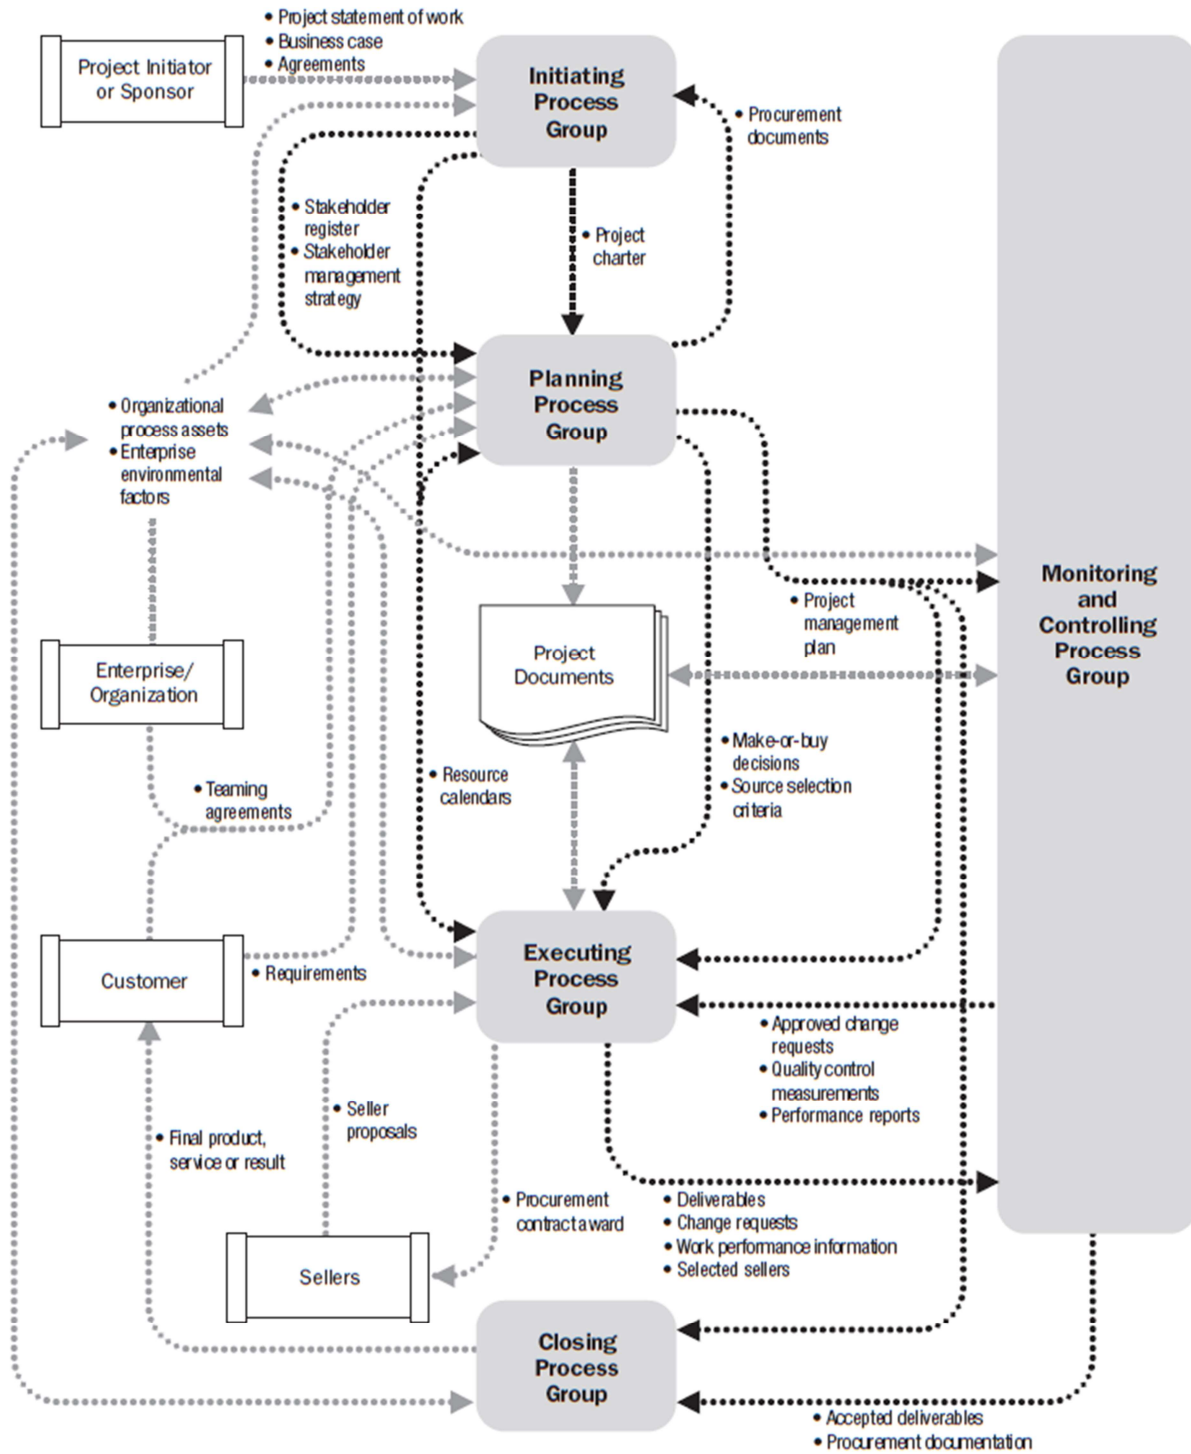 • Project statement of work
• Business case
• Agreements
Project Initiator
or Sponsor
Initiating
Process
Group
• Procurement
documents
• Stakeholder
register
• Stakeholder
management
strategy
• Project
charter
Planning
Process
Group
• Organizational
process assets
• Enterprise
environmental
factors
Monitoring
and
Controlling
Process
Group
• Project
management
plan
Project
Documents
Enterprise/
Organization
• Make-or-buy
decisions
• Source selection
criteria
• Resource
calendars
• Teaming
agreements
Executing
Process
Group
Customer
• Requirements
• Approved change
requests
• Quality control
measurements
• Performance reports
• Seller
proposals
• Final product,
service or result
• Procurement
contract award
• Deliverables
• Change requests
• Work performance information
• Selected sellers
Sellers
Closing
Process
Group
• Accepted deliverables
• Procurement documentation